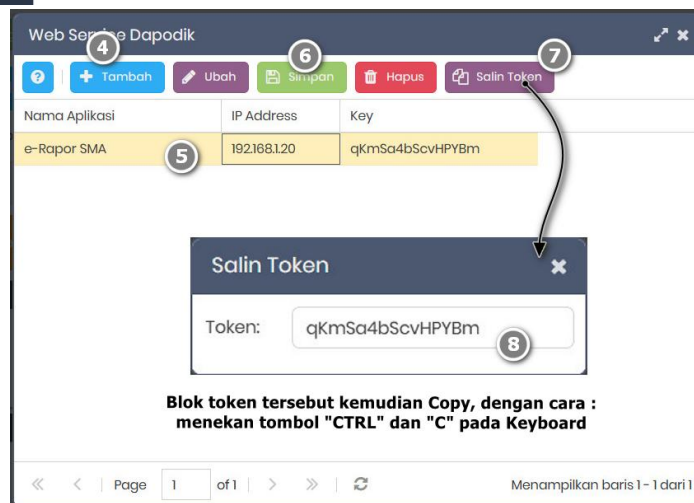 Web Service Dapodik
4
6
7
? Tambah Ubah Simpan Hapus Salin Token
Nama Aplikasi IP Address Key
e-Rapor SMA 5 192.168.1.20 qKmSa4bScvHPYBm
Salin Token
Token: qKmSa4bScvHPYBm
8
Blok token tersebut kemudian Copy, dengan cara :
menekan tombol "CTRL" dan "C" pada Keyboard
Page 1 of 1 Menampilkan baris 1 - 1 dari 1